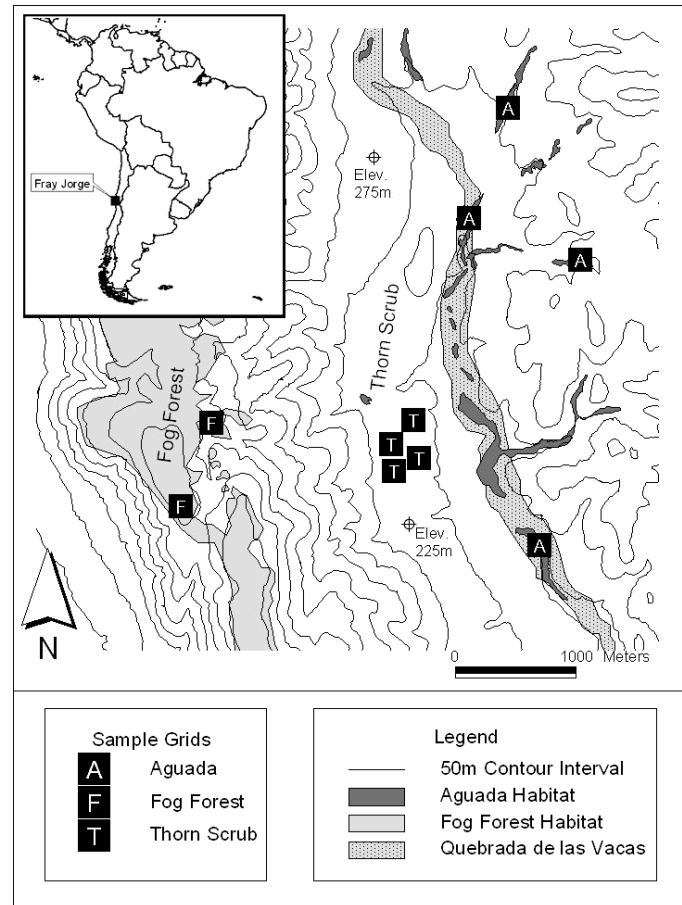 Fray Jorge
A
Elev.
275m
A
A
Thorn Scrub
Fog Forest
F
T
T
T
T
F
Elev.
225m
A
N
0 1000 Meters
Sample Grids
A Aguada
F Fog Forest
T Thorn Scrub
Legend
50m Contour Interval
Aguada Habitat
Fog Forest Habitat
Quebrada de las Vacas